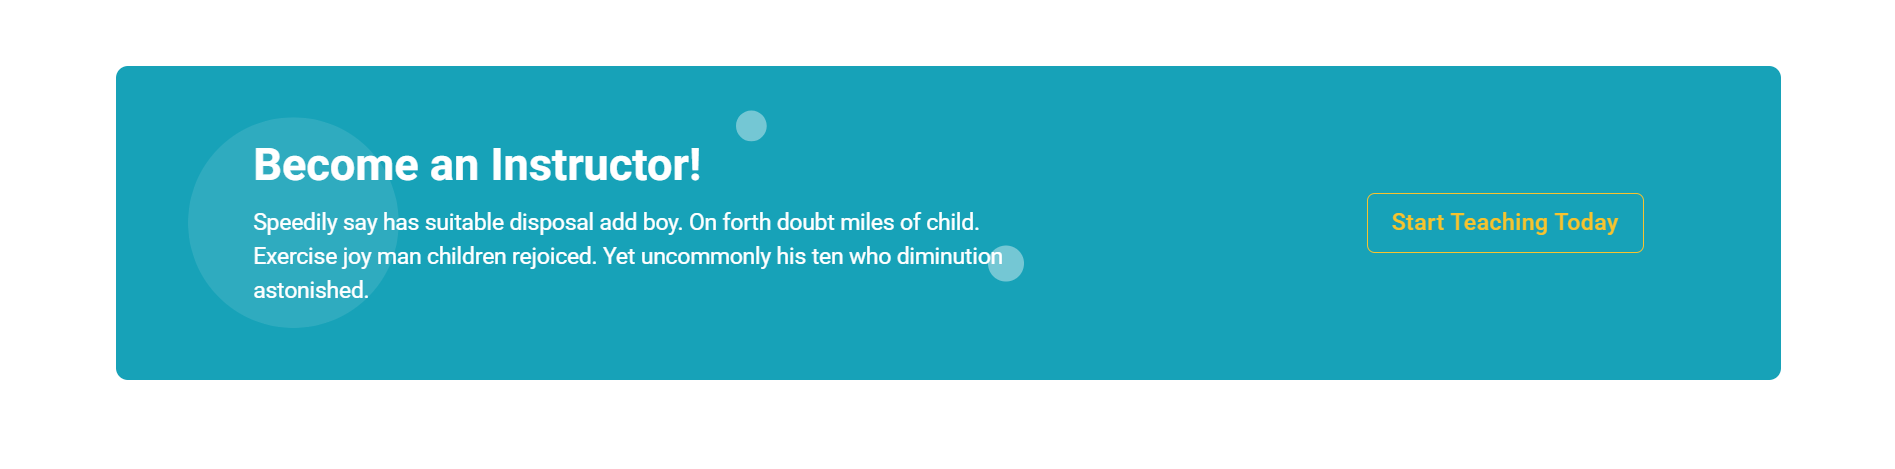 Become an Instructor!
Speedily say has suitable disposal add boy. On forth doubt miles of child.
Exercise joy man children rejoiced. Yet uncommonly his ten who diminution
astonished.
Start Teaching Today